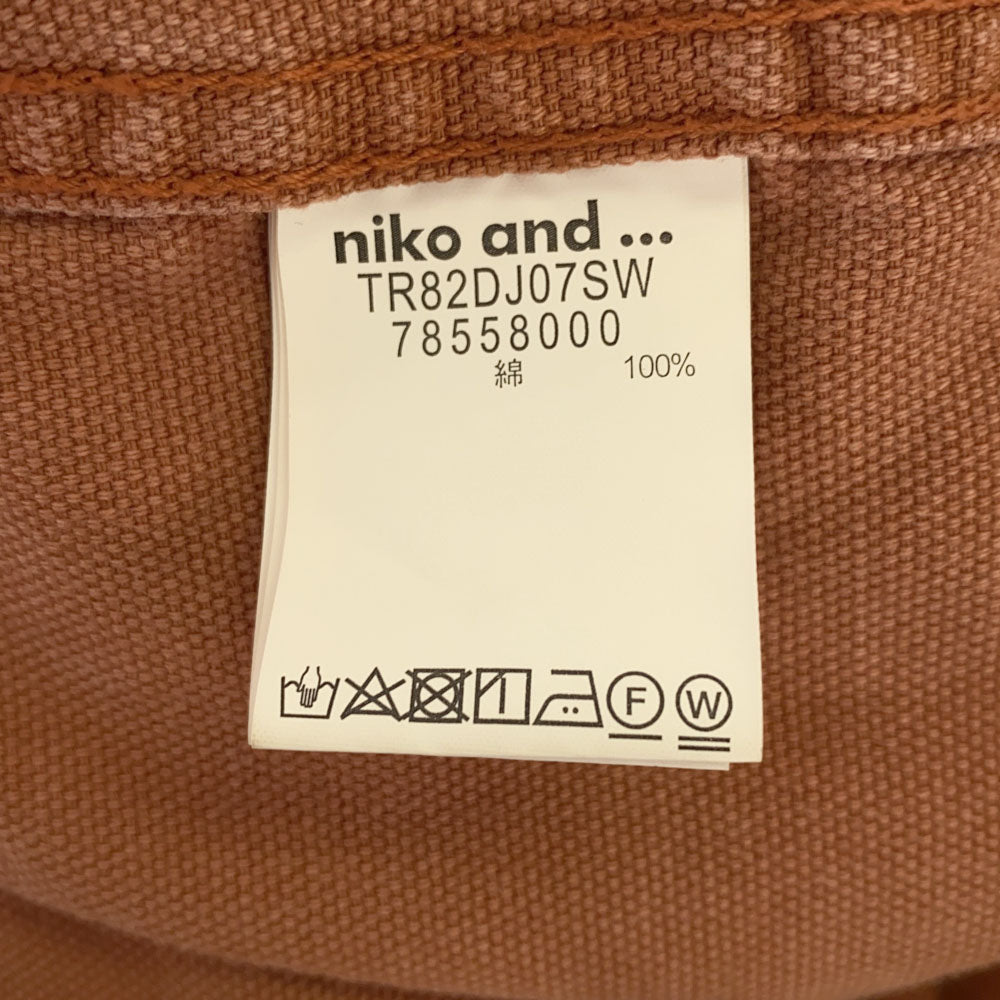 niko and ...
TR82DJ07SW
78558000
綿 100%
F W